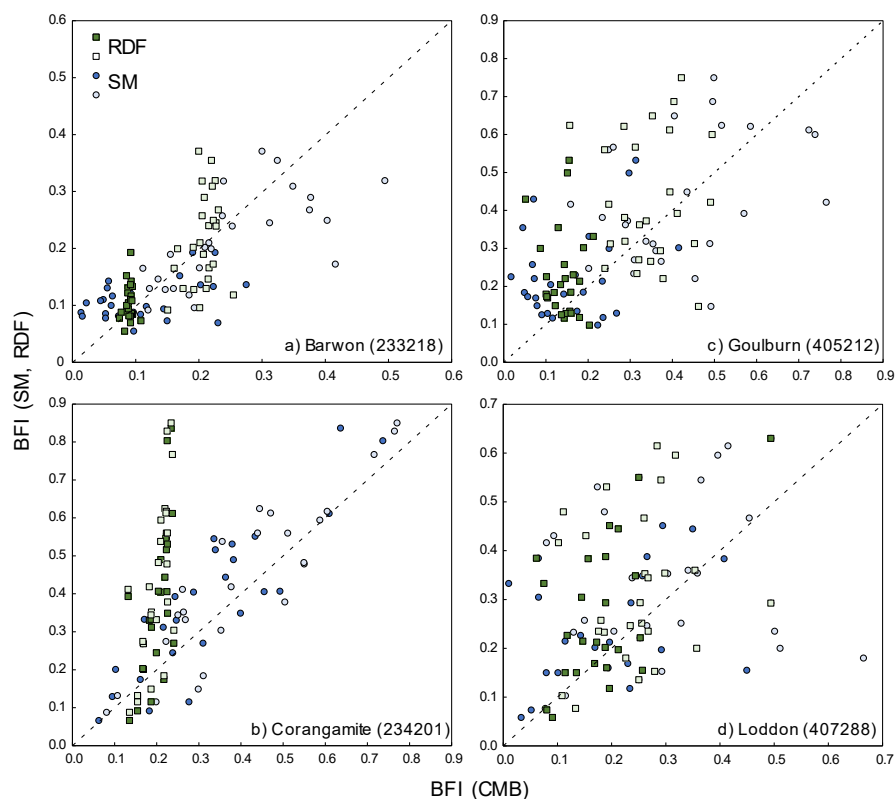 0.6
0.5
0.4
0.3
0.2
0.1
0
RDF
SM
a) Barwon (233218)
0.0 0.1 0.2 0.3 0.4 0.5 0.6
0.9
0.8
0.7
0.6
0.5
0.4
0.3
0.2
0.1
0.0
c) Goulburn (405212)
0.0 0.1 0.2 0.3 0.4 0.5 0.6 0.7 0.8 0.9
BFI (SM, RDF)
0.9
0.8
0.7
0.6
0.5
0.4
0.3
0.2
0.1
0.0
b) Corangamite (234201)
0.0 0.1 0.2 0.3 0.4 0.5 0.6 0.7 0.8 0.9
0.7
0.6
0.5
0.4
0.3
0.2
0.1
0.0
d) Loddon (407288)
0.0 0.1 0.2 0.3 0.4 0.5 0.6 0.7
BFI (CMB)